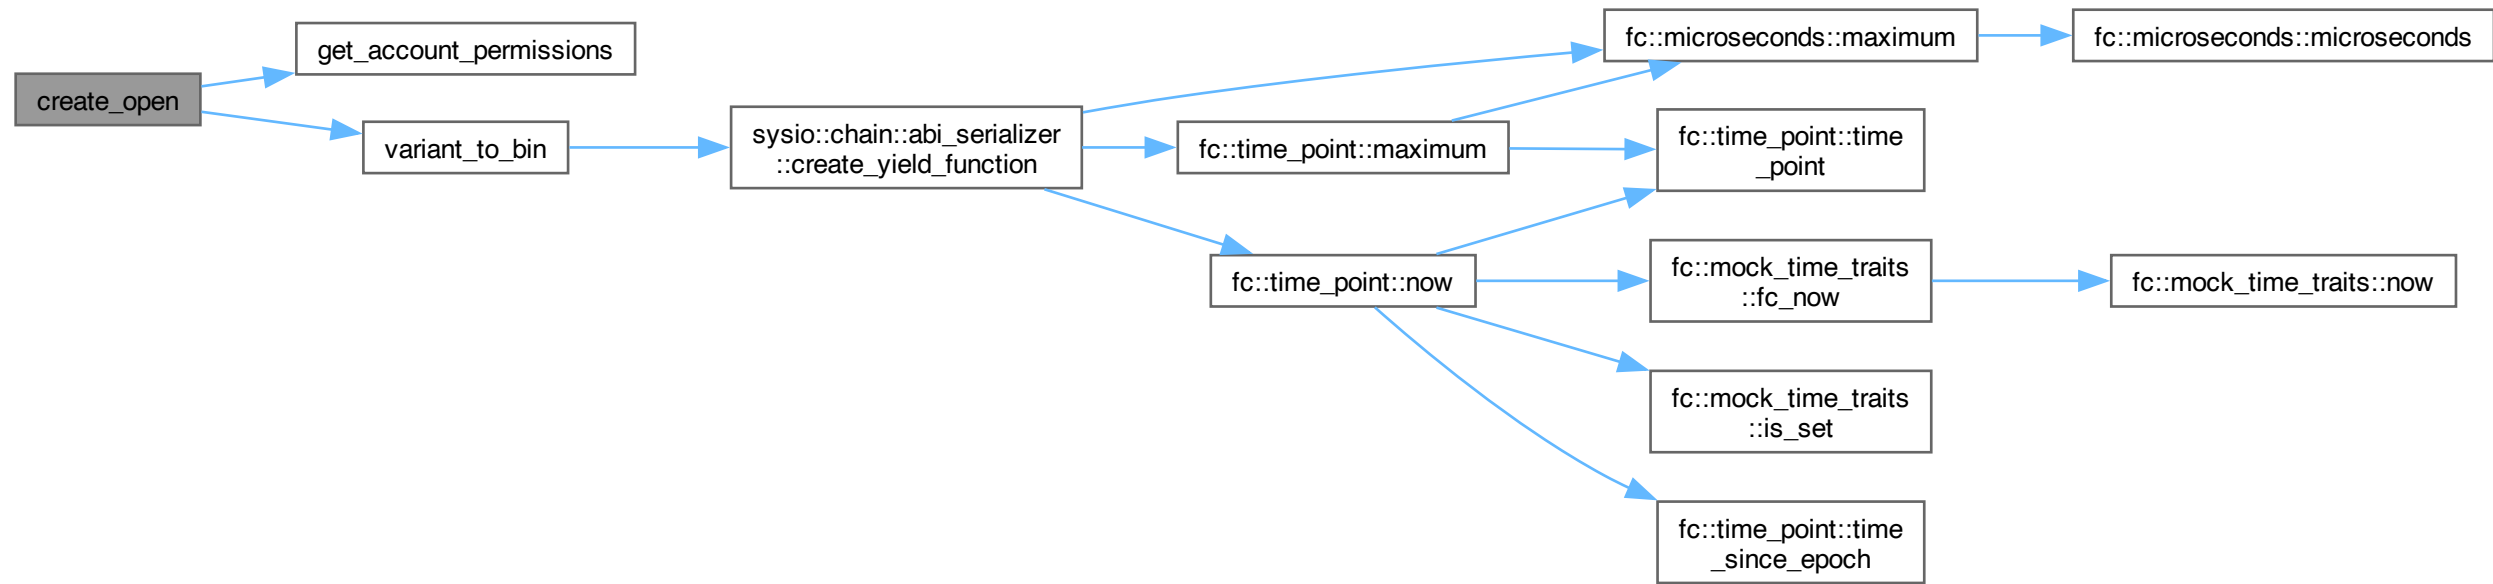 create_open
get_account_permissions
variant_to_bin
sysio::chain::abi_serializer
::create_yield_function
fc::microseconds::maximum
fc::microseconds::microseconds
fc::time_point::maximum
fc::time_point::time
_point
fc::time_point::now
fc::mock_time_traits
::fc_now
fc::mock_time_traits::now
fc::mock_time_traits
::is_set
fc::time_point::time
_since_epoch